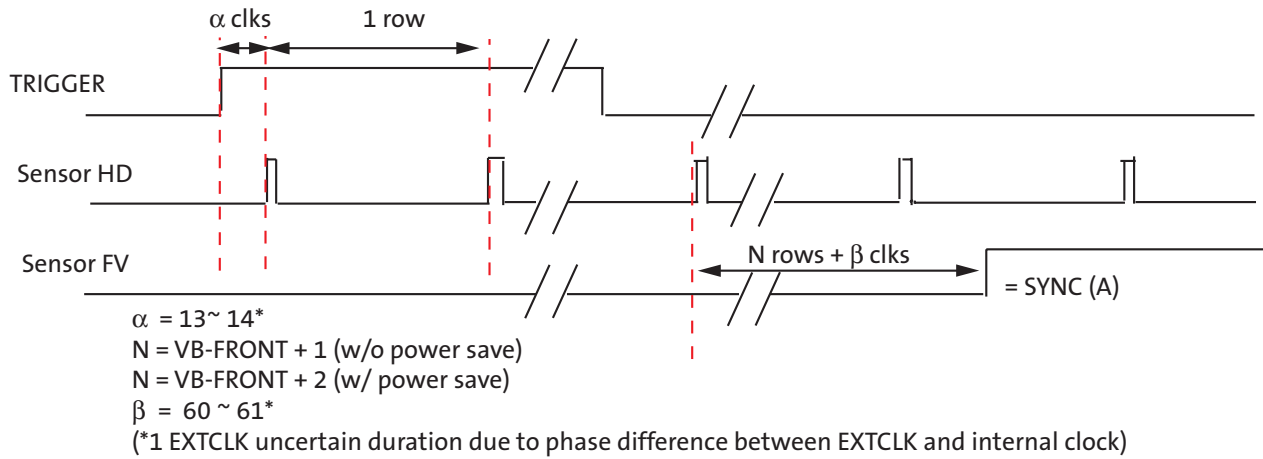 α clks
1 row
TRIGGER
Sensor HD
Sensor FV
N rows + β clks
= SYNC (A)
α = 13~ 14*
N = VB-FRONT + 1 (w/o power save)
N = VB-FRONT + 2 (w/ power save)
β = 60 ~ 61*
(*1 EXTCLK uncertain duration due to phase difference between EXTCLK and internal clock)